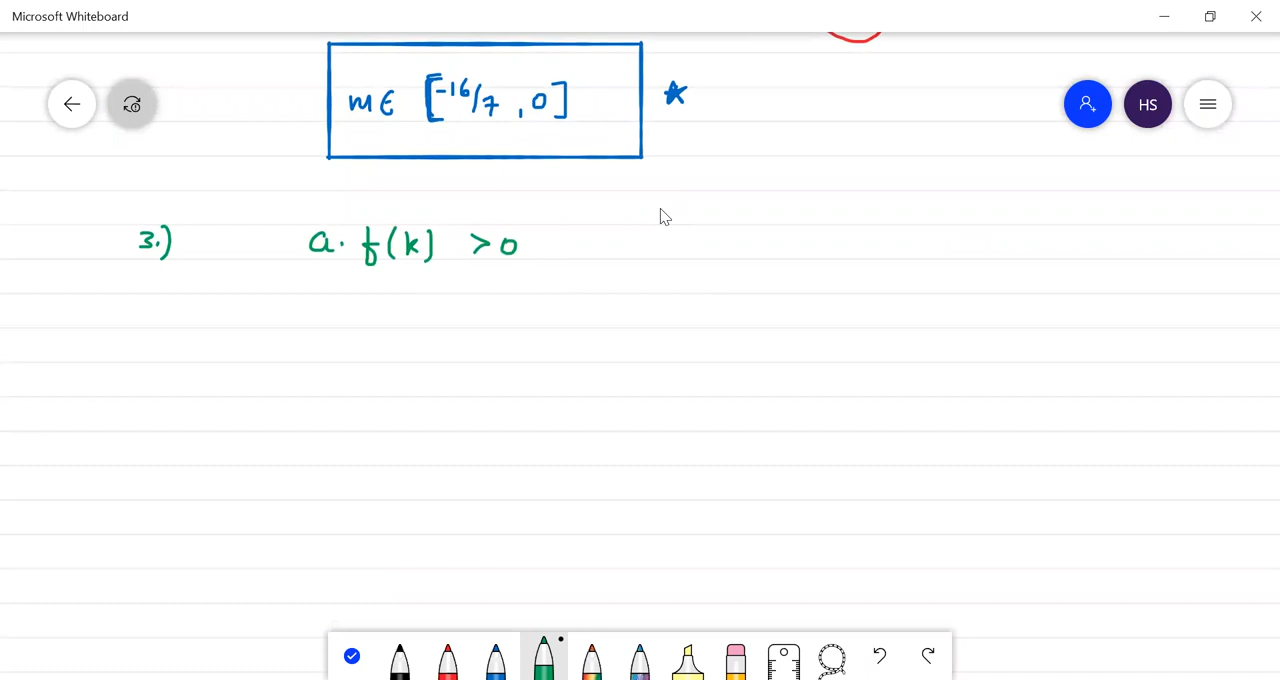 Microsoft Whiteboard
m ∈ [-16/7 , 0] ★
HS
3.) a. f(k) > 0